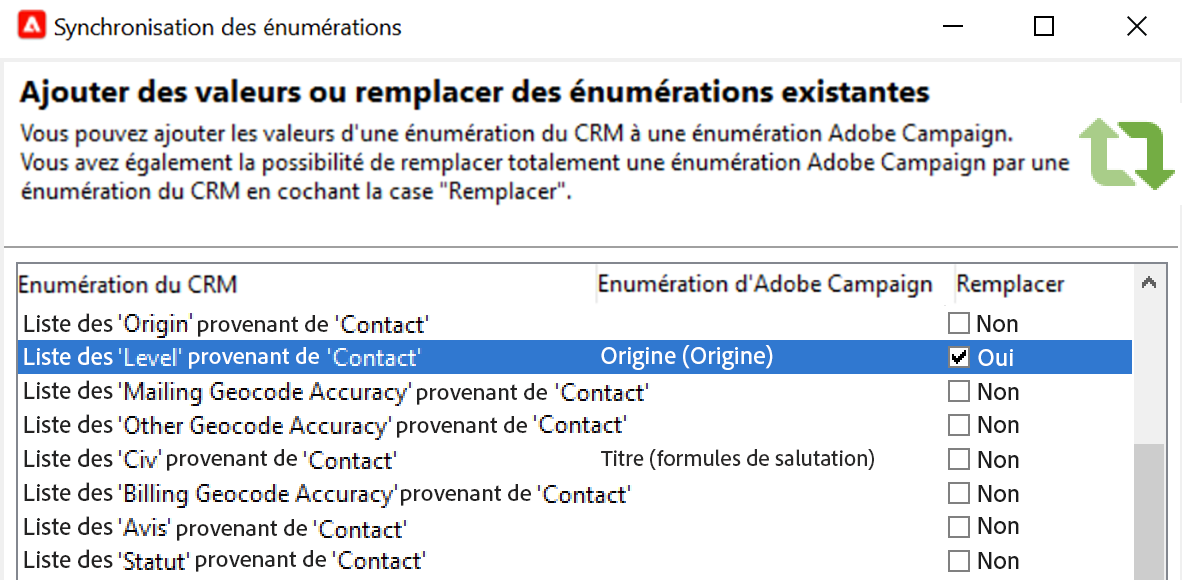 Synchronisation des énumérations
Ajouter des valeurs ou remplacer des énumérations existantes
Vous pouvez ajouter les valeurs d'une énumération du CRM à une énumération Adobe Campaign.
Vous avez également la possibilité de remplacer totalement une énumération Adobe Campaign par une
énumération du CRM en cochant la case "Remplacer".
Enumération du CRM Enumération d'Adobe Campaign Remplacer
Liste des 'Origin' provenant de 'Contact' Non
Liste des 'Level' provenant de 'Contact' Origine (Origine) Oui
Liste des 'Mailing Geocode Accuracy' provenant de 'Contact' Non
Liste des 'Other Geocode Accuracy' provenant de 'Contact' Non
Liste des 'Civ' provenant de 'Contact' Titre (formules de salutation) Non
Liste des 'Billing Geocode Accuracy' provenant de 'Contact' Non
Liste des 'Avis' provenant de 'Contact' Non
Liste des 'Statut' provenant de 'Contact' Non